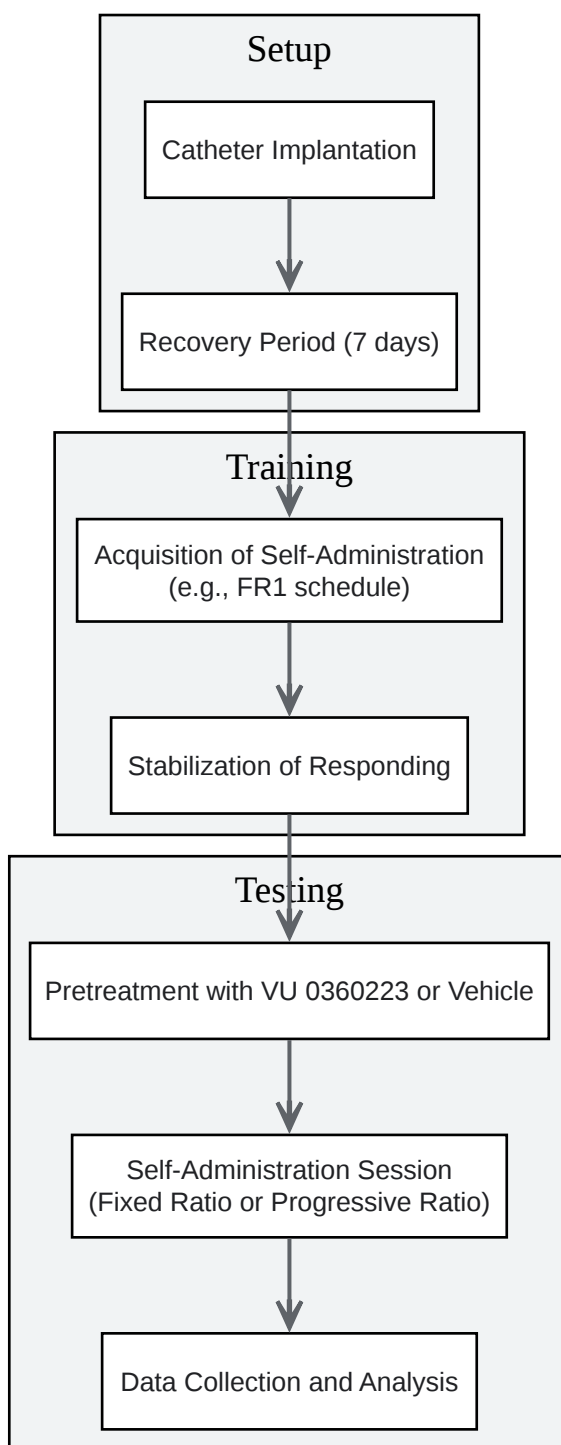 Setup
Catheter Implantation
Recovery Period (7 days)
Training
Acquisition of Self-Administration
(e.g., FR1 schedule)
Stabilization of Responding
Testing
Pretreatment with VU 0360223 or Vehicle
Self-Administration Session
(Fixed Ratio or Progressive Ratio)
Data Collection and Analysis